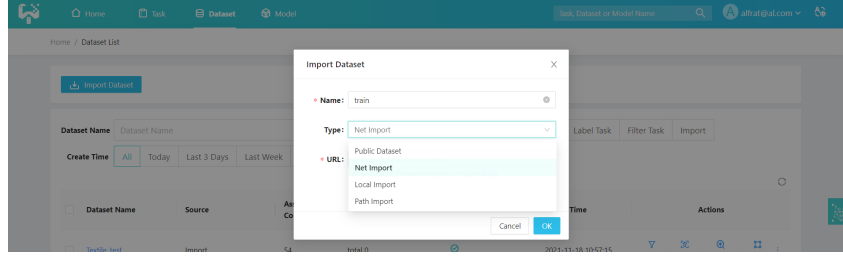 Home Task Dataset Model Task, Dataset or Model Name alfrat@al.com
Home / Dataset List
Import Dataset
Import Dataset
* Name: train
Dataset Name Dataset Name Type: Net Import Label Task Filter Task Import
Create Time All Today Last 3 Days Last Week * URL: Public Dataset
Net Import
Local Import
Path Import
Dataset Name Source Time Actions
Cancel OK
Textile_test Import 54 total 0 2021-11-18 10:57:15